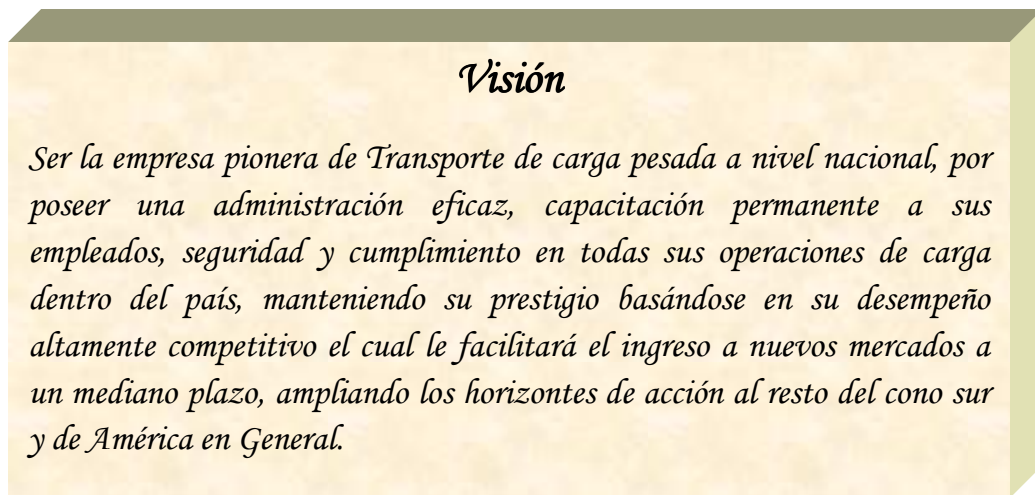 Visión
Ser la empresa pionera de Transporte de carga pesada a nivel nacional, por
poseer una administración eficaz, capacitación permanente a sus
empleados, seguridad y cumplimiento en todas sus operaciones de carga
dentro del país, manteniendo su prestigio basándose en su desempeño
altamente competitivo el cual le facilitará el ingreso a nuevos mercados a
un mediano plazo, ampliando los horizontes de acción al resto del cono sur
y de América en General.